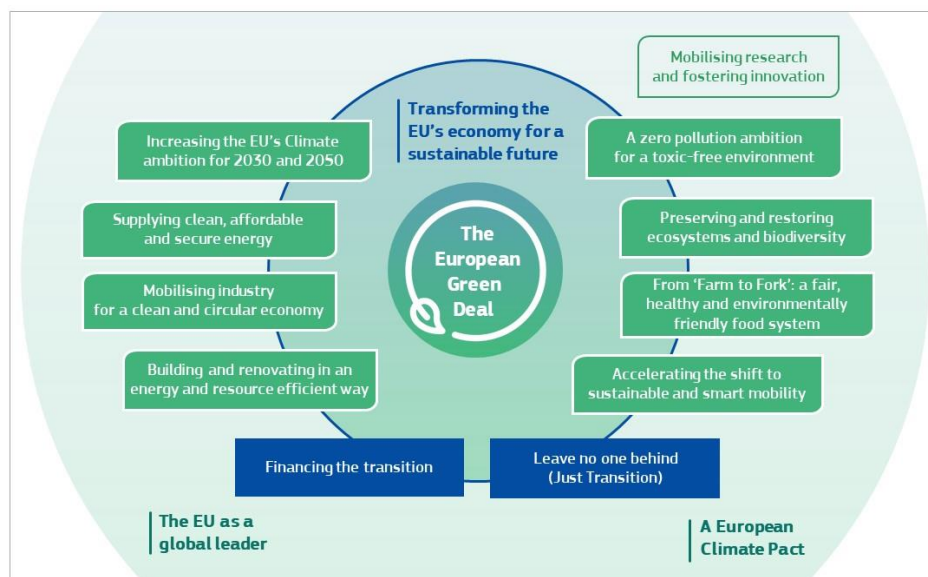 Mobilising research
and fostering innovation
Transforming the
EU's economy for a
sustainable future
Increasing the EU's Climate
ambition for 2030 and 2050
A zero pollution ambition
for a toxic-free environment
Supplying clean, affordable
and secure energy
The
European
Green
Deal
Preserving and restoring
ecosystems and biodiversity
Mobilising industry
for a clean and circular economy
From ‘Farm to Fork’: a fair,
healthy and environmentally
friendly food system
Building and renovating in an
energy and resource efficient way
Accelerating the shift to
sustainable and smart mobility
Financing the transition
Leave no one behind
(Just Transition)
The EU as a
global leader
A European
Climate Pact